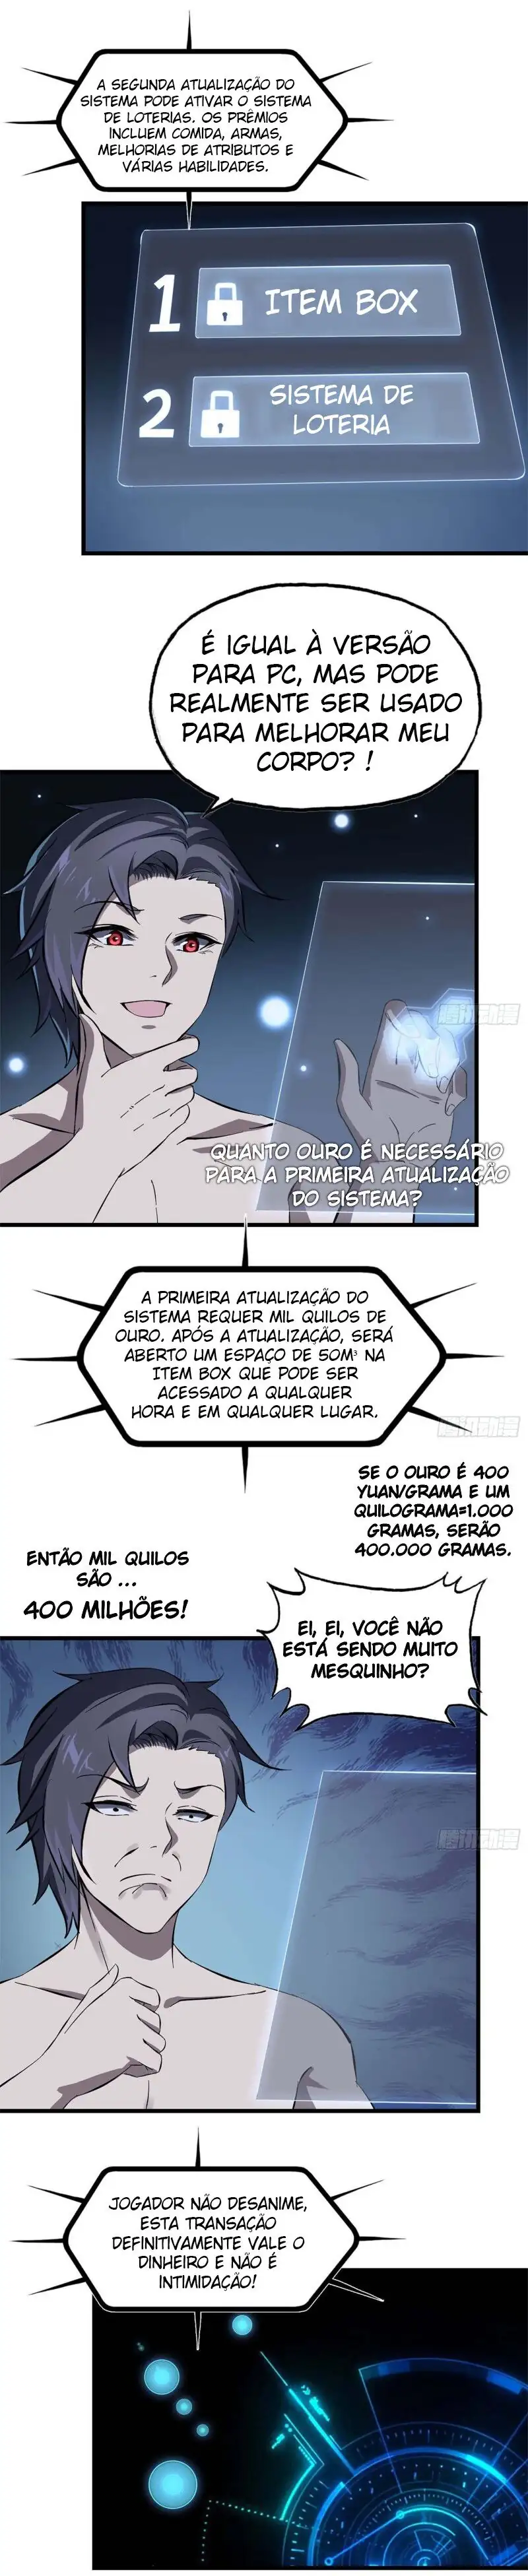 A SEGUNDA ATUALIZAÇÃO DO
SISTEMA PODE ATIVAR O SISTEMA
DE LOTERIAS. OS PRÊMIOS
INCLUEM COMIDA, ARMAS,
MELHORIAS DE ATRIBUTOS E
VÁRIAS HABILIDADES.
1 ITEM BOX
2 SISTEMA DE
LOTERIA
É IGUAL À VERSÃO
PARA PC, MAS PODE
REALMENTE SER USADO
PARA MELHORAR MEU
CORPO? !
QUANTO OURO É NECESSÁRIO
PARA A PRIMEIRA ATUALIZAÇÃO
DO SISTEMA?
A PRIMEIRA ATUALIZAÇÃO DO
SISTEMA REQUER MIL QUILOS DE
OURO. APÓS A ATUALIZAÇÃO, SERÁ
ABERTO UM ESPAÇO DE 50M³ NA
ITEM BOX QUE PODE SER
ACESSADO A QUALQUER
HORA E EM QUALQUER LUGAR.
SE O OURO É 400
YUAN/GRAMA E UM
QUILOGRAMA=1.000
GRAMAS, SERÃO
400.000 GRAMAS.
ENTÃO MIL QUILOS
SÃO ...
400 MILHÕES!
EI, EI, VOCÊ NÃO
ESTÁ SENDO MUITO
MESQUINHO?
JOGADOR NÃO DESANIME,
ESTA TRANSAÇÃO
DEFINITIVAMENTE VALE O
DINHEIRO E NÃO É
INTIMIDAÇÃO!